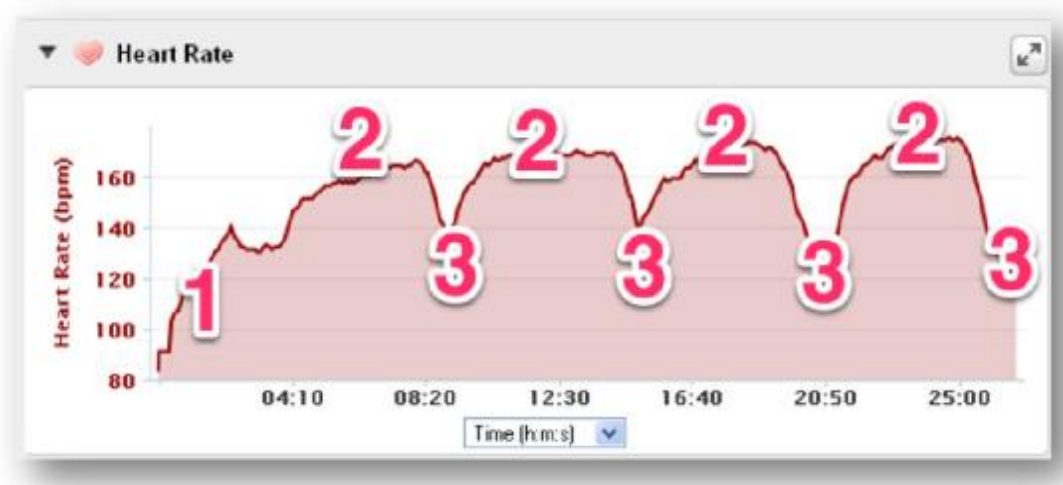 Heart Rate
2 2 2 2
160
140
120
100
80
Heart Rate (bpm)
1 3 3 3 3
04:10 08:20 12:30 16:40 20:50 25:00
Time (h:m:s)